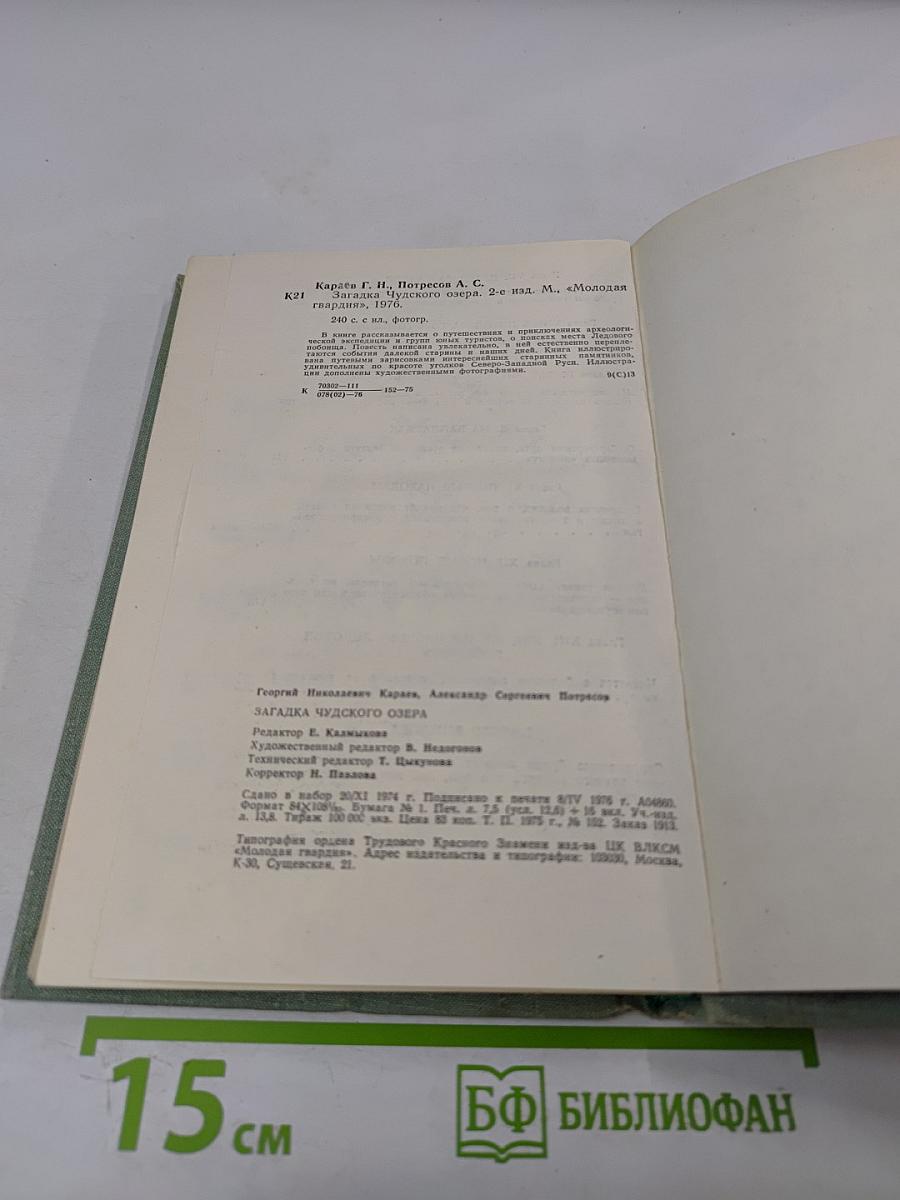 Караев Г. Н., Потресов А. С.
К21 Загадка Чудского озера. 2-е изд. М., «Молодая
гвардия», 1976.
240 с. с ил., фотогр.
В книге рассказывается о путешествиях и приключениях археологи-
ческой экспедиции и групп юных туристов, о поисках места Ледового
побоища. Повесть написана увлекательно, в ней естественно перепле-
таются события далекой старины и наших дней. Книга иллюстриро-
вана путевыми зарисовками интереснейших старинных памятников,
удивительных по красоте уголков Северо-Западной Руси. Иллюстра-
ции дополнены художественными фотографиями.
9(С)13
К 70302—111
078(02)—76 —152—75
Георгий Николаевич Караев, Александр Сергеевич Потресов
ЗАГАДКА ЧУДСКОГО ОЗЕРА
Редактор Е. Калмыкова
Художественный редактор В. Недогонов
Технический редактор Т. Цыкунова
Корректор Н. Павлова
Сдано в набор 20/XI 1974 г. Подписано к печати 8/IV 1976 г. А04860.
Формат 84×108¹/₃₂. Бумага № 1. Печ. л. 7,5 (усл. 12,6) + 16 вкл. Уч.-изд.
л. 13,8. Тираж 100 000 экз. Цена 83 коп. Т. П. 1975 г., № 152. Заказ 1913.
Типография ордена Трудового Красного Знамени изд-ва ЦК ВЛКСМ
«Молодая гвардия». Адрес издательства и типографии: 103030, Москва,
К-30, Сущевская, 21.
15 см
БФ БИБЛИОФАН